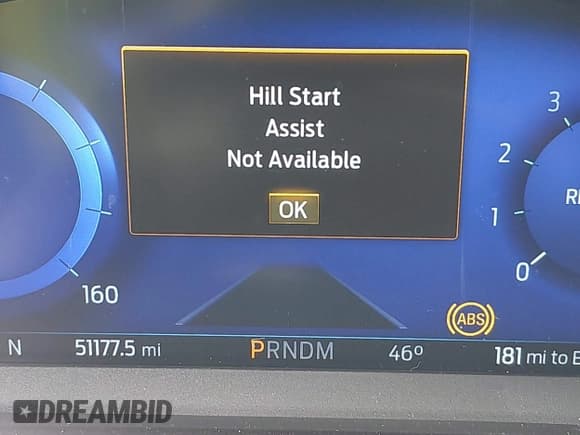 Hill Start
Assist
Not Available
OK
3
2
1
0
160
ABS
N
51177.5 mi
PRNDM
46°
181 mi to
DREAMBID